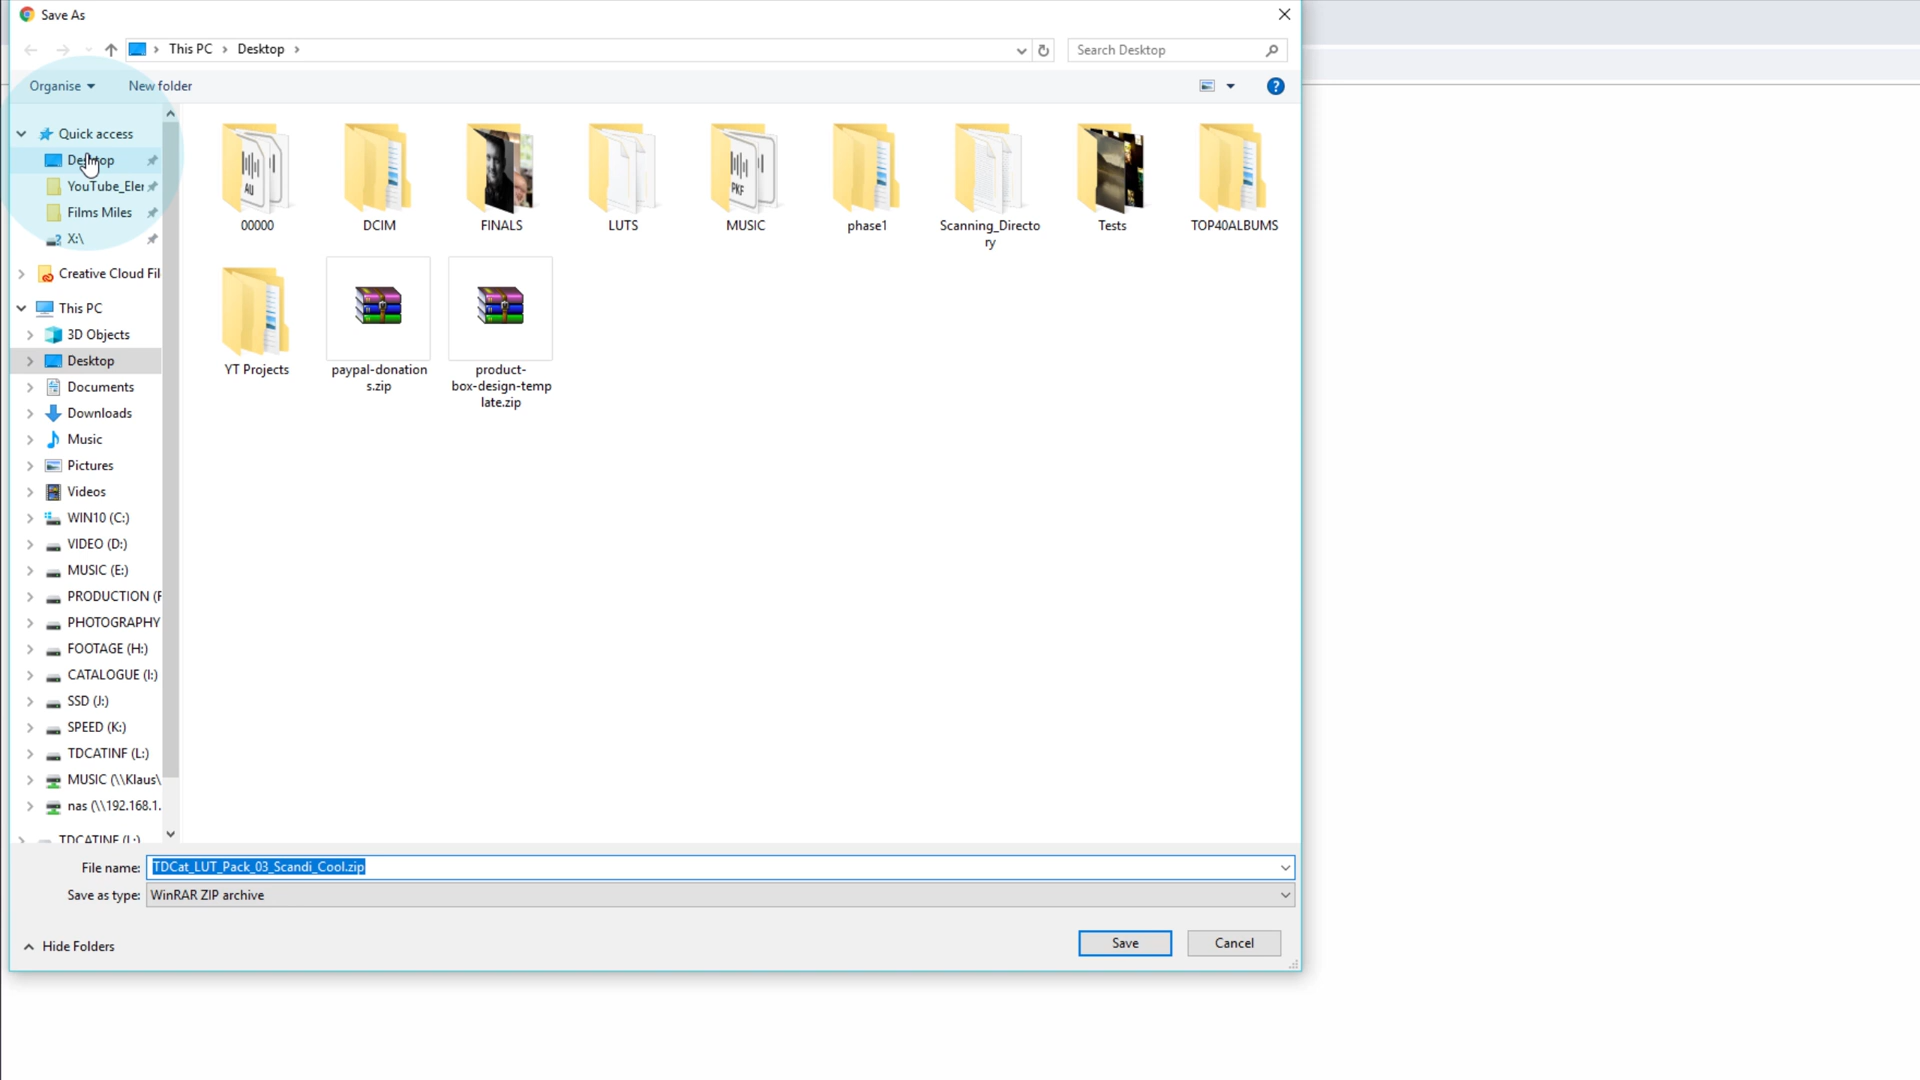 Save As
This PC
Desktop
Search Desktop
Organise
New folder
?
Quick access
Desktop
YouTube_Eler
Films Miles
X:\
Creative Cloud Fil
This PC
3D Objects
Desktop
Documents
Downloads
Music
Pictures
Videos
WIN10 (C:)
VIDEO (D:)
MUSIC (E:)
PRODUCTION (F
PHOTOGRAPHY
FOOTAGE (H:)
CATALOGUE (I:)
SSD (J:)
SPEED (K:)
TDCATINF (L:)
MUSIC (\\Klaus\
nas (\\192.168.1.
TDCATINF (L:)
AU
00000
DCIM
FINALS
LUTS
PKF
MUSIC
phase1
Scanning_Directo
ry
Tests
TOP40ALBUMS
YT Projects
paypal-donation
s.zip
product-
box-design-temp
late.zip
File name:
TDCat_LUT_Pack_03_Scandi_Cool.zip
Save as type:
WinRAR ZIP archive
Hide Folders
Save
Cancel